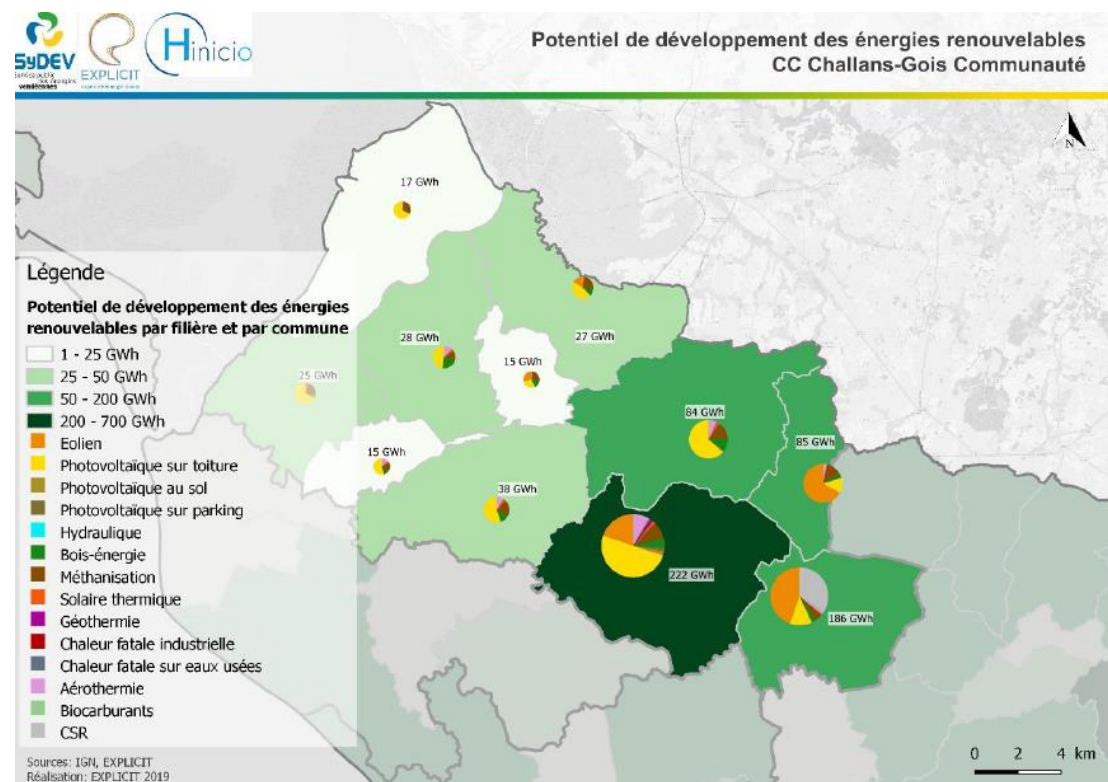 SyDEV
EXPLICIT
Hinicio
Potentiel de développement des énergies renouvelables
CC Challans-Gois Communauté
N
17 GWh
27 GWh
28 GWh
15 GWh
25 GWh
84 GWh
85 GWh
15 GWh
38 GWh
222 GWh
186 GWh
Légende
Potentiel de développement des énergies
renouvelables par filière et par commune
1 - 25 GWh
25 - 50 GWh
50 - 200 GWh
200 - 700 GWh
Eolien
Photovoltaïque sur toiture
Photovoltaïque au sol
Photovoltaïque sur parking
Hydraulique
Bois-énergie
Méthanisation
Solaire thermique
Géothermie
Chaleur fatale industrielle
Chaleur fatale sur eaux usées
Aérothermie
Biocarburants
CSR
Sources: IGN, EXPLICIT
Réalisation: EXPLICIT 2019
0 2 4 km